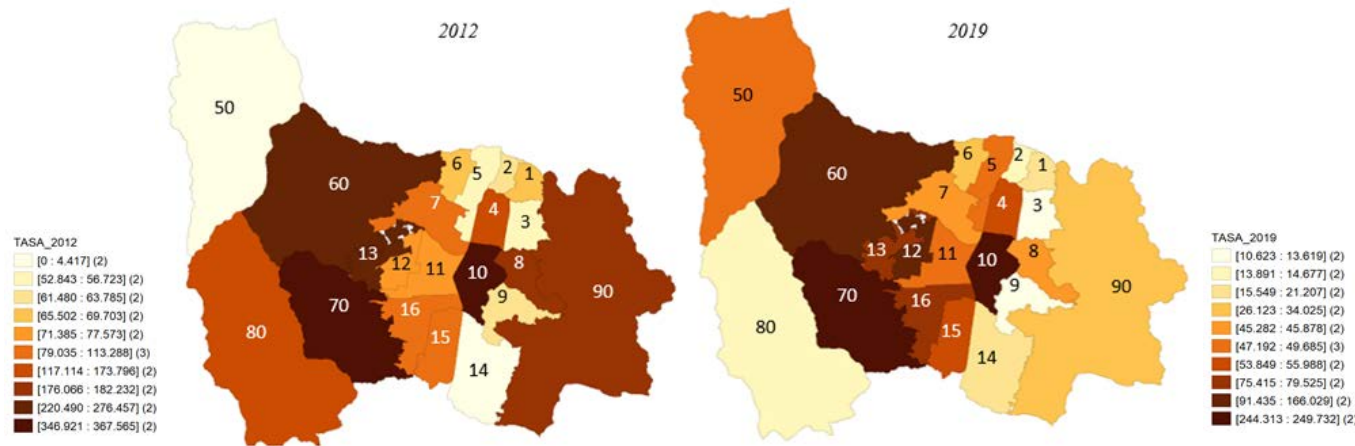 2012
50
60
6
5
2
1
7
4
3
13
12
11
10
8
9
90
70
16
80
15
14
TASA_2012
[0 : 4.417] (2)
[52.843 : 56.723] (2)
[61.480 : 63.785] (2)
[65.502 : 69.703] (2)
[71.385 : 77.573] (2)
[79.035 : 113.288] (3)
[117.114 : 173.796] (2)
[176.066 : 182.232] (2)
[220.490 : 276.457] (2)
[346.921 : 367.565] (2)
2019
50
60
6
5
2
1
7
4
3
13
12
11
10
8
9
90
70
16
80
15
14
TASA_2019
[10.623 : 13.619] (2)
[13.891 : 14.677] (2)
[15.549 : 21.207] (2)
[26.123 : 34.025] (2)
[45.282 : 45.878] (2)
[47.192 : 49.685] (3)
[53.849 : 55.988] (2)
[75.415 : 79.525] (2)
[91.435 : 166.029] (2)
[244.313 : 249.732] (2)